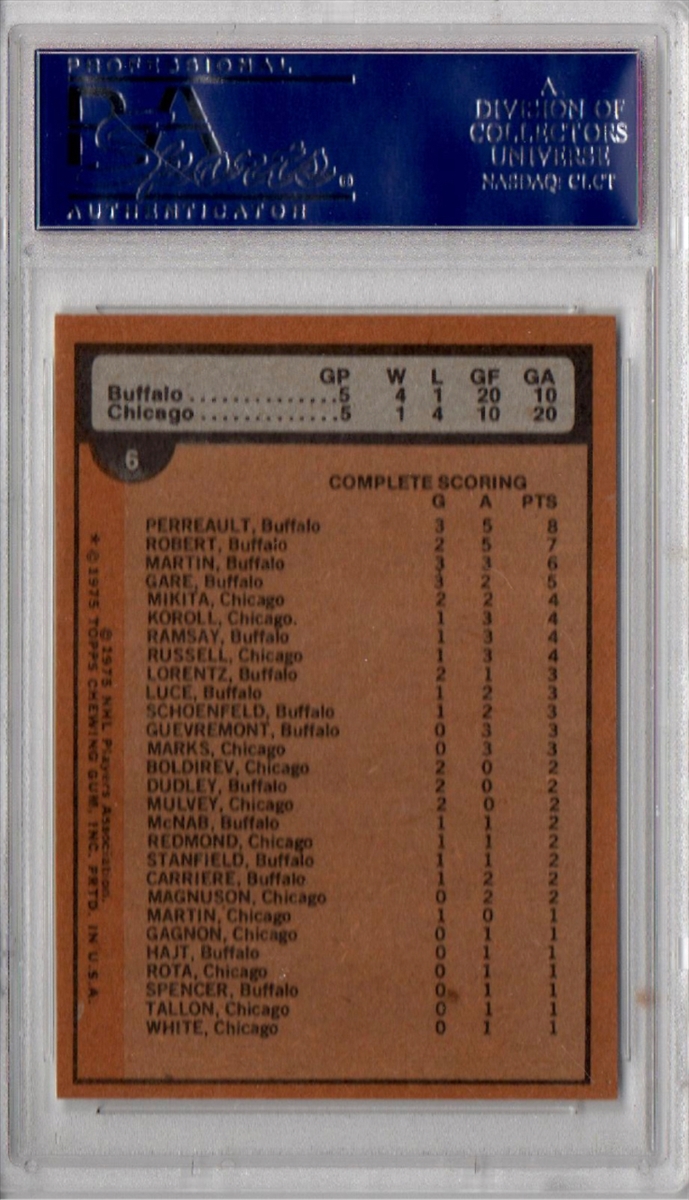 PROFESSIONAL
PSA
Sports
AUTHENTICATOR
A
DIVISION OF
COLLECTORS
UNIVERSE
NASDAQ: CLCT
GP W L GF GA
Buffalo..............5 4 1 20 10
Chicago.............5 1 4 10 20
6
COMPLETE SCORING
G A PTS
PERREAULT, Buffalo 3 5 8
ROBERT, Buffalo 2 5 7
MARTIN, Buffalo 3 3 6
GARE, Buffalo 3 2 5
MIKITA, Chicago 2 2 4
KOROLL, Chicago. 1 3 4
RAMSAY, Buffalo 1 3 4
RUSSELL, Chicago 1 3 4
LORENTZ, Buffalo 2 1 3
LUCE, Buffalo 1 2 3
SCHOENFELD, Buffalo 1 2 3
GUEVREMONT, Buffalo 0 3 3
MARKS, Chicago 0 3 3
BOLDIREV, Chicago 2 0 2
DUDLEY, Buffalo 2 0 2
MULVEY, Chicago 2 0 2
McNAB, Buffalo 1 1 2
REDMOND, Chicago 1 1 2
STANFIELD, Buffalo 1 1 2
CARRIERE, Buffalo 1 2 2
MAGNUSON, Chicago 0 2 2
MARTIN, Chicago 1 0 1
GAGNON, Chicago 0 1 1
HAJT, Buffalo 0 1 1
ROTA, Chicago 0 1 1
SPENCER, Buffalo 0 1 1
TALLON, Chicago 0 1 1
WHITE, Chicago 0 1 1
© 1975 NHL Players Association.
* © 1975 TOPPS CHEWING GUM, INC. PRTD. IN U.S.A.